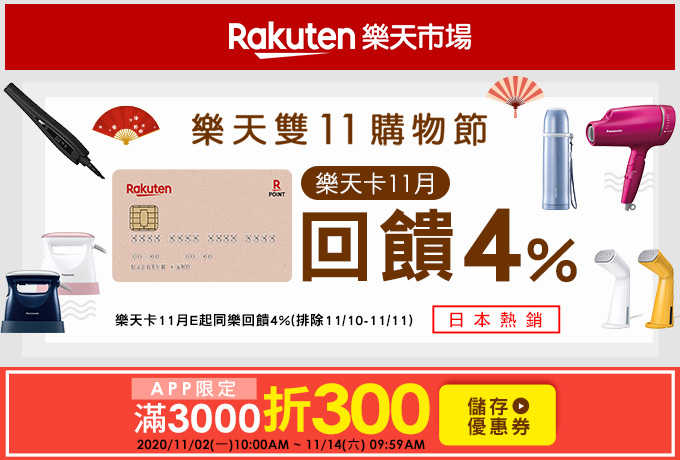 Rakuten 樂天市場
樂天雙11購物節
Rakuten
R
POINT
樂天卡11月
回饋4%
樂天卡11月E起同樂回饋4%(排除11/10-11/11)
日本熱銷
APP限定
滿3000折300
2020/11/02(一)10:00AM ~ 11/14(六) 09:59AM
儲存
優惠券
Panasonic